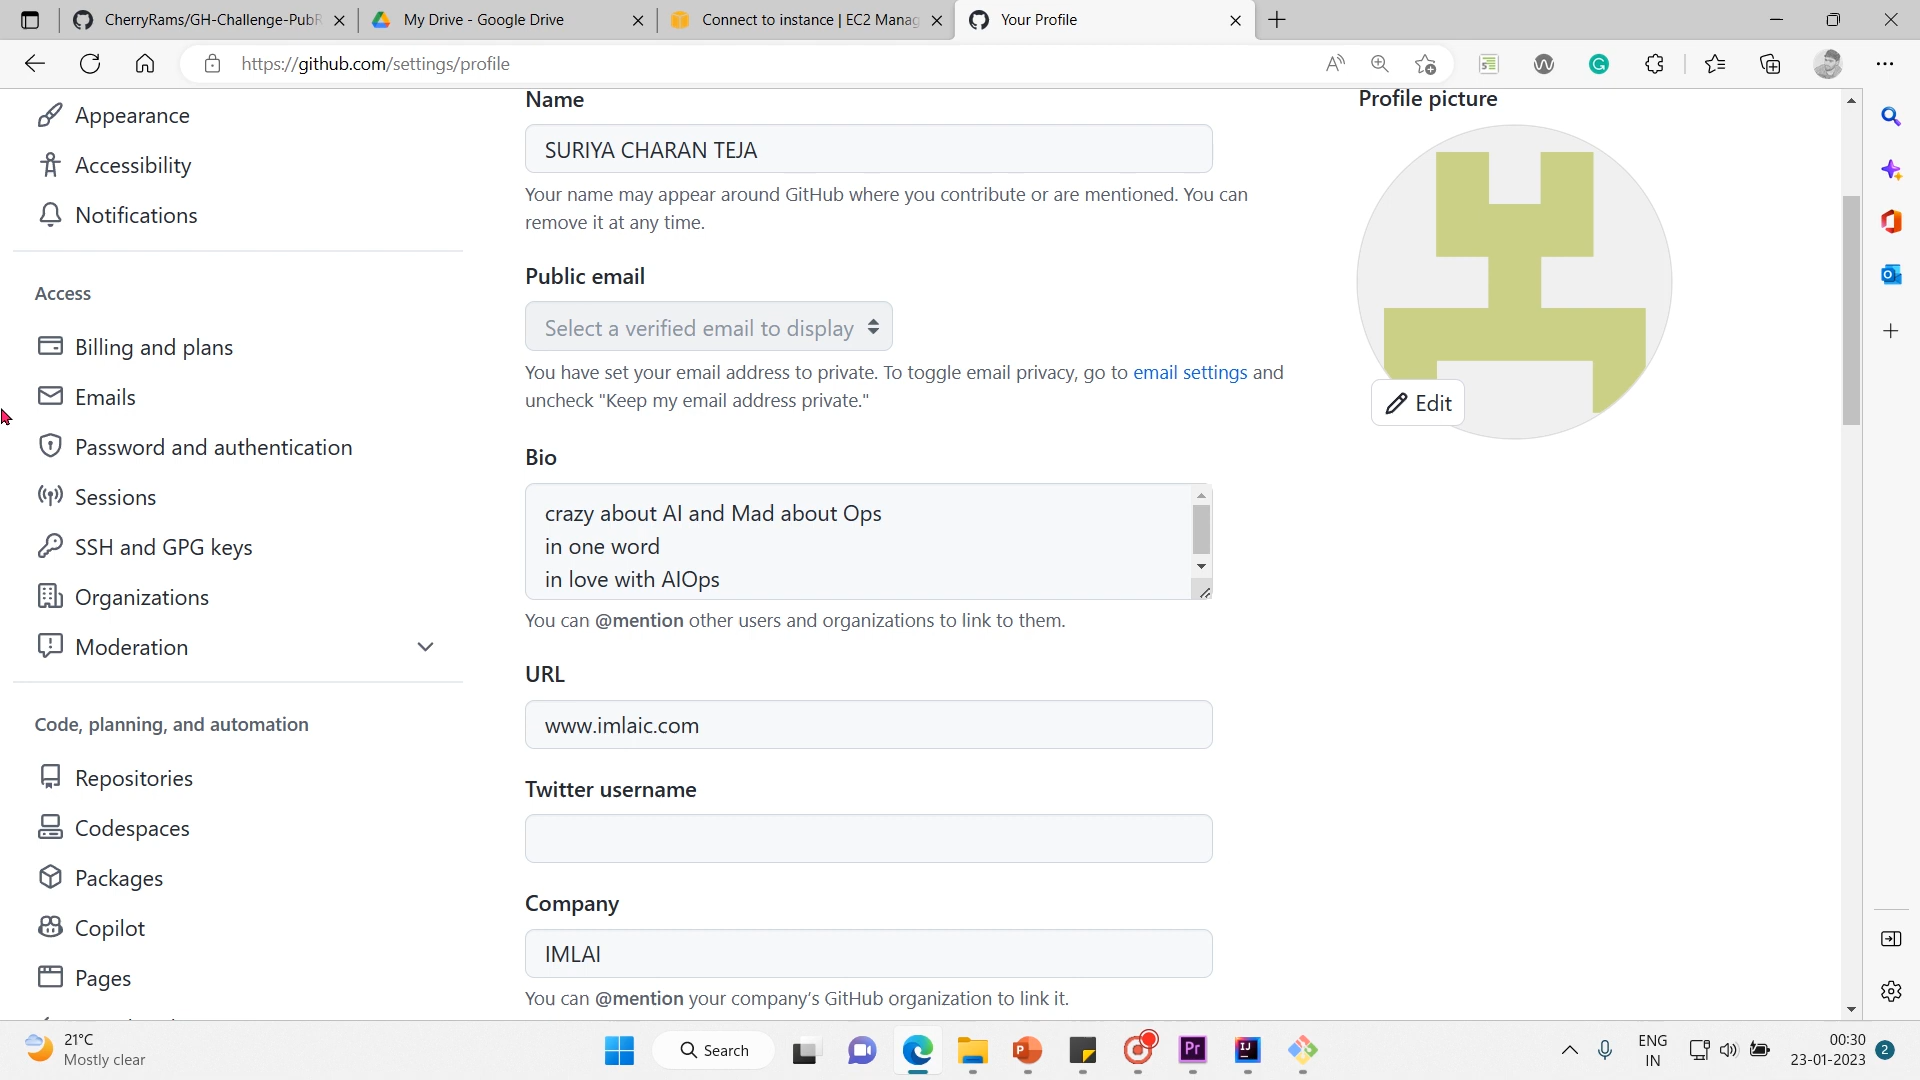 CherryRams/GH-Challenge-PubR
My Drive - Google Drive
Connect to instance | EC2 Manag
Your Profile
https://github.com/settings/profile
Appearance
Accessibility
Notifications
Access
Billing and plans
Emails
Password and authentication
Sessions
SSH and GPG keys
Organizations
Moderation
Code, planning, and automation
Repositories
Codespaces
Packages
Copilot
Pages
Name
SURIYA CHARAN TEJA
Your name may appear around GitHub where you contribute or are mentioned. You can
remove it at any time.
Public email
Select a verified email to display
You have set your email address to private. To toggle email privacy, go to email settings and
uncheck "Keep my email address private."
Bio
crazy about AI and Mad about Ops
in one word
in love with AIOps
You can @mention other users and organizations to link to them.
URL
www.imlaic.com
Twitter username
Company
IMLAI
You can @mention your company's GitHub organization to link it.
Profile picture
Edit
21°C
Mostly clear
Search
ENG
IN
00:30
23-01-2023
2